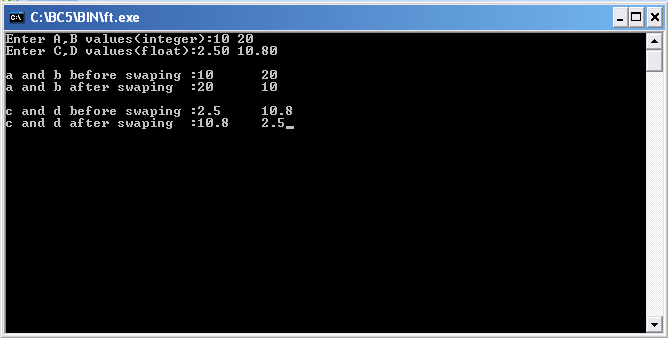 C:\BC5\BIN\ft.exe
Enter A,B values(integer):10 20
Enter C,D values(float):2.50 10.80
a and b before swaping :10 20
a and b after swaping :20 10
c and d before swaping :2.5 10.8
c and d after swaping :10.8 2.5_